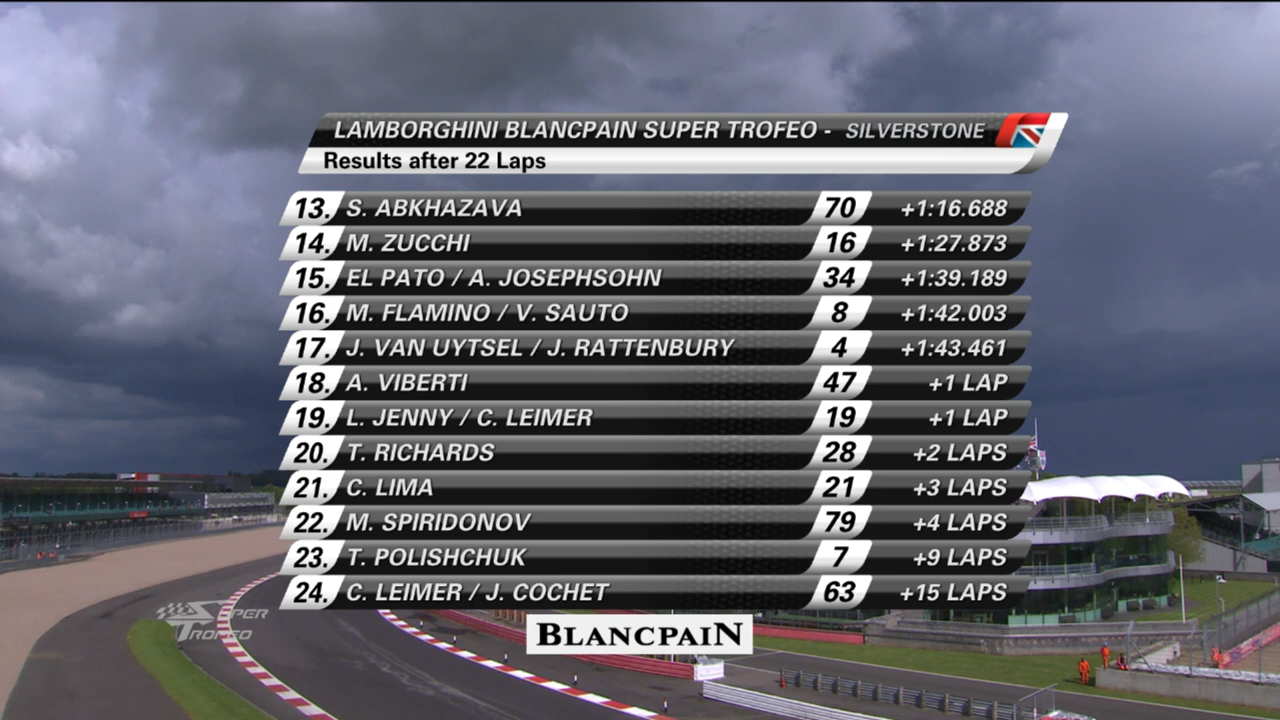 LAMBORGHINI BLANCPAIN SUPER TROFEO - SILVERSTONE
Results after 22 Laps
13. S. ABKHAZAVA 70 +1:16.688
14. M. ZUCCHI 16 +1:27.873
15. EL PATO / A. JOSEPHSOHN 34 +1:39.189
16. M. FLAMINO / V. SAUTO 8 +1:42.003
17. J. VAN UYTSEL / J. RATTENBURY 4 +1:43.461
18. A. VIBERTI 47 +1 LAP
19. L. JENNY / C. LEIMER 19 +1 LAP
20. T. RICHARDS 28 +2 LAPS
21. C. LIMA 21 +3 LAPS
22. M. SPIRIDONOV 79 +4 LAPS
23. T. POLISHCHUK 7 +9 LAPS
24. C. LEIMER / J. COCHET 63 +15 LAPS
SUPER
TROFEO
BLANCPAIN